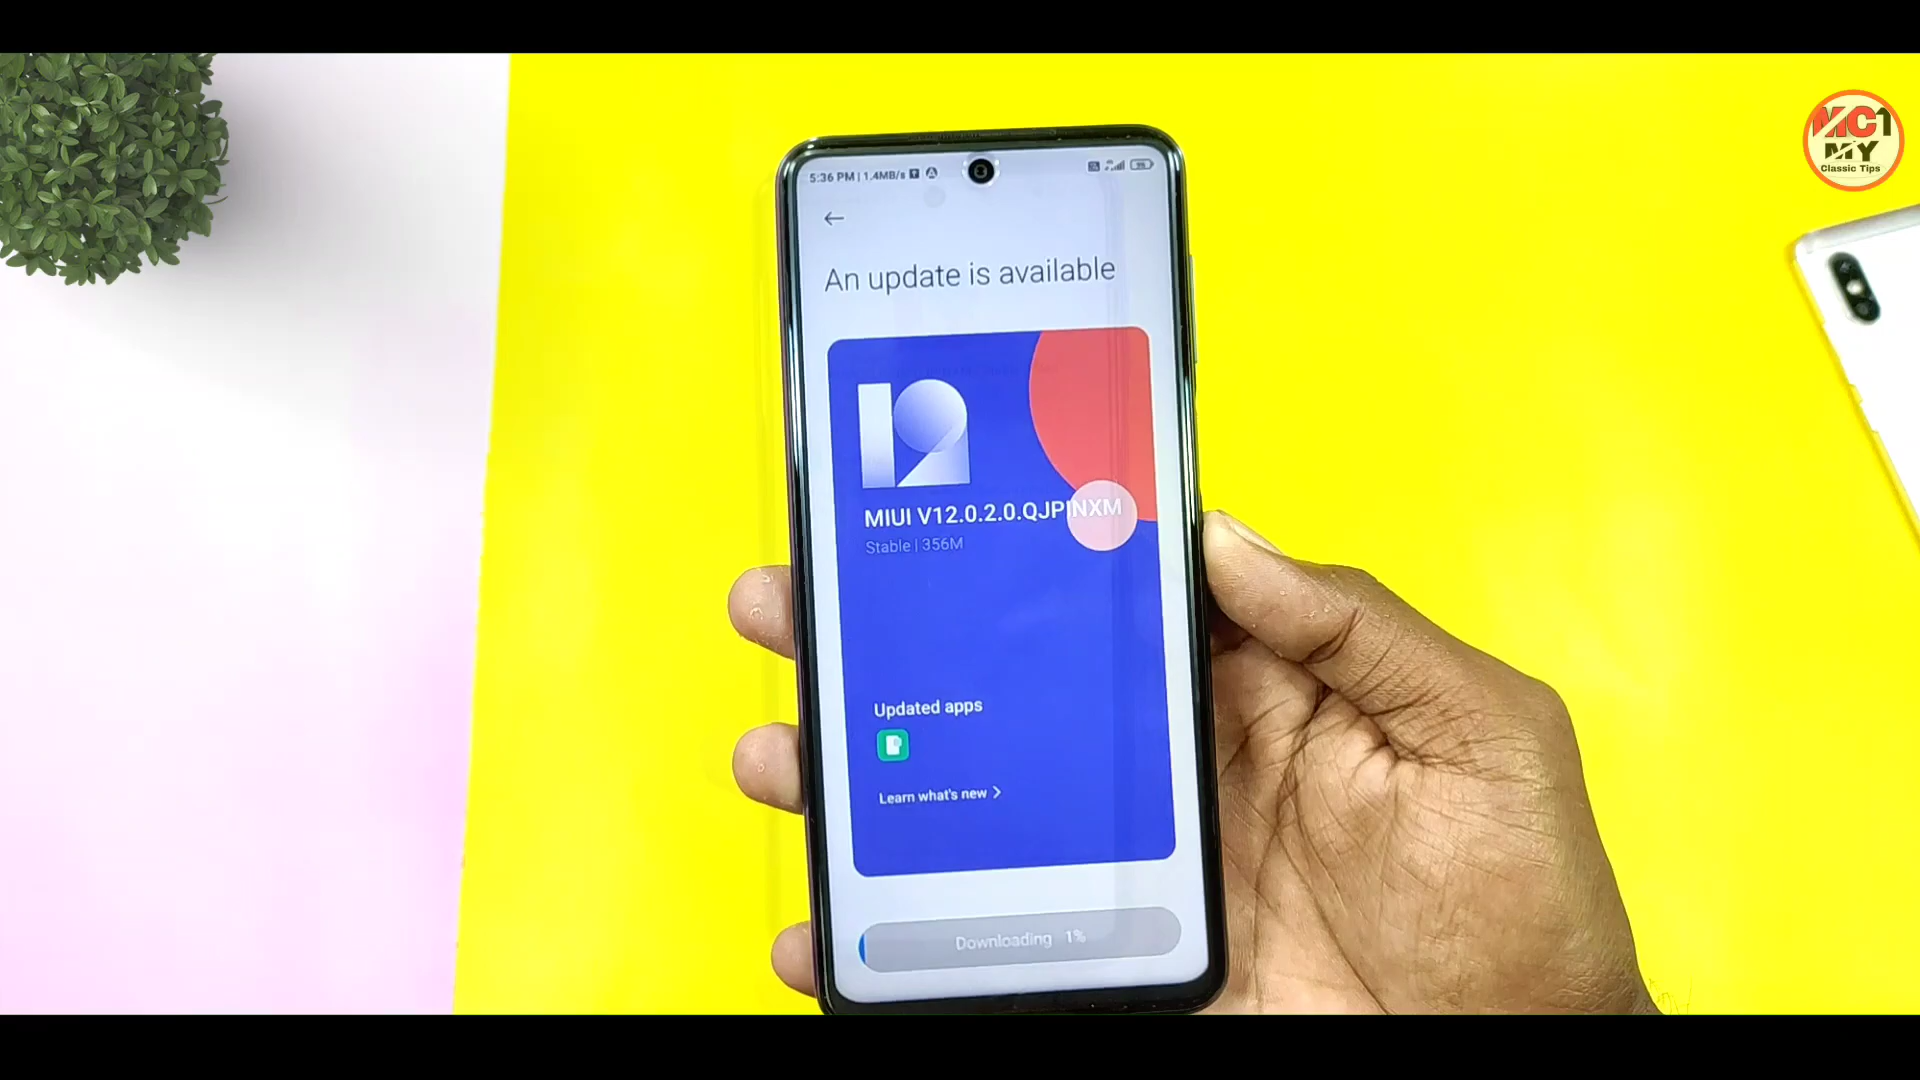 5:36 PM | 1.4MB/s
An update is available
12
MIUI V12.0.2.0.QJPINXM
Stable | 356M
Updated apps
Learn what's new >
Downloading 1%
MC1
MY
Classic Tips